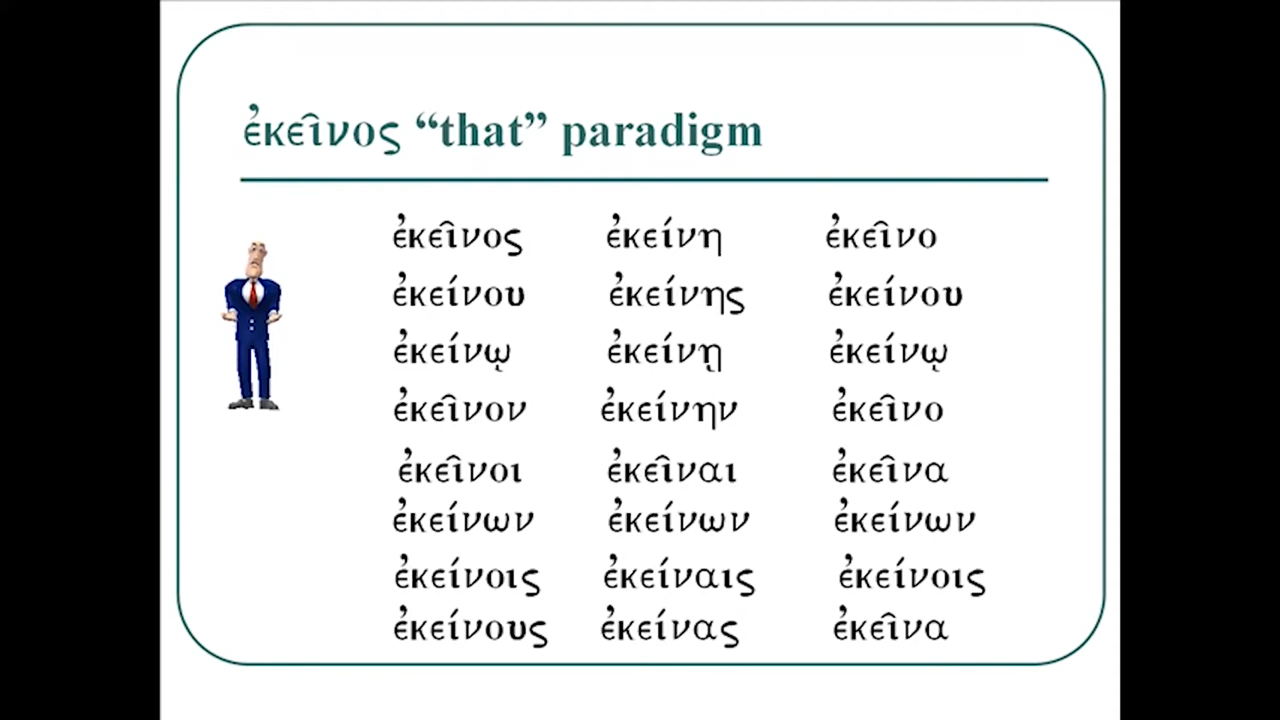 ἐκεῖνος “that” paradigm
ἐκεῖνος ἐκείνη ἐκεῖνο
ἐκείνου ἐκείνης ἐκείνου
ἐκείνῳ ἐκείνῃ ἐκείνῳ
ἐκεῖνον ἐκείνην ἐκεῖνο
ἐκεῖνοι ἐκεῖναι ἐκεῖνα
ἐκείνων ἐκείνων ἐκείνων
ἐκείνοις ἐκείναις ἐκείνοις
ἐκείνους ἐκείνας ἐκεῖνα